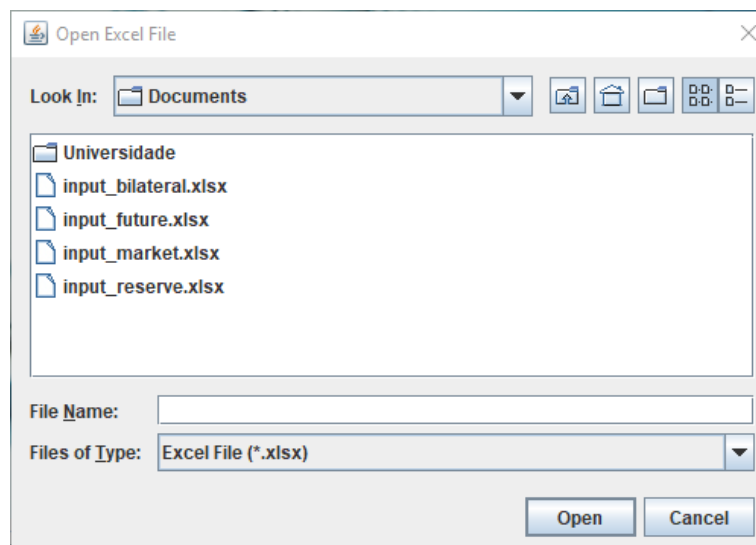 Open Excel File
Look In: Documents
Universidade
input_bilateral.xlsx
input_future.xlsx
input_market.xlsx
input_reserve.xlsx
File Name:
Files of Type: Excel File (*.xlsx)
Open Cancel